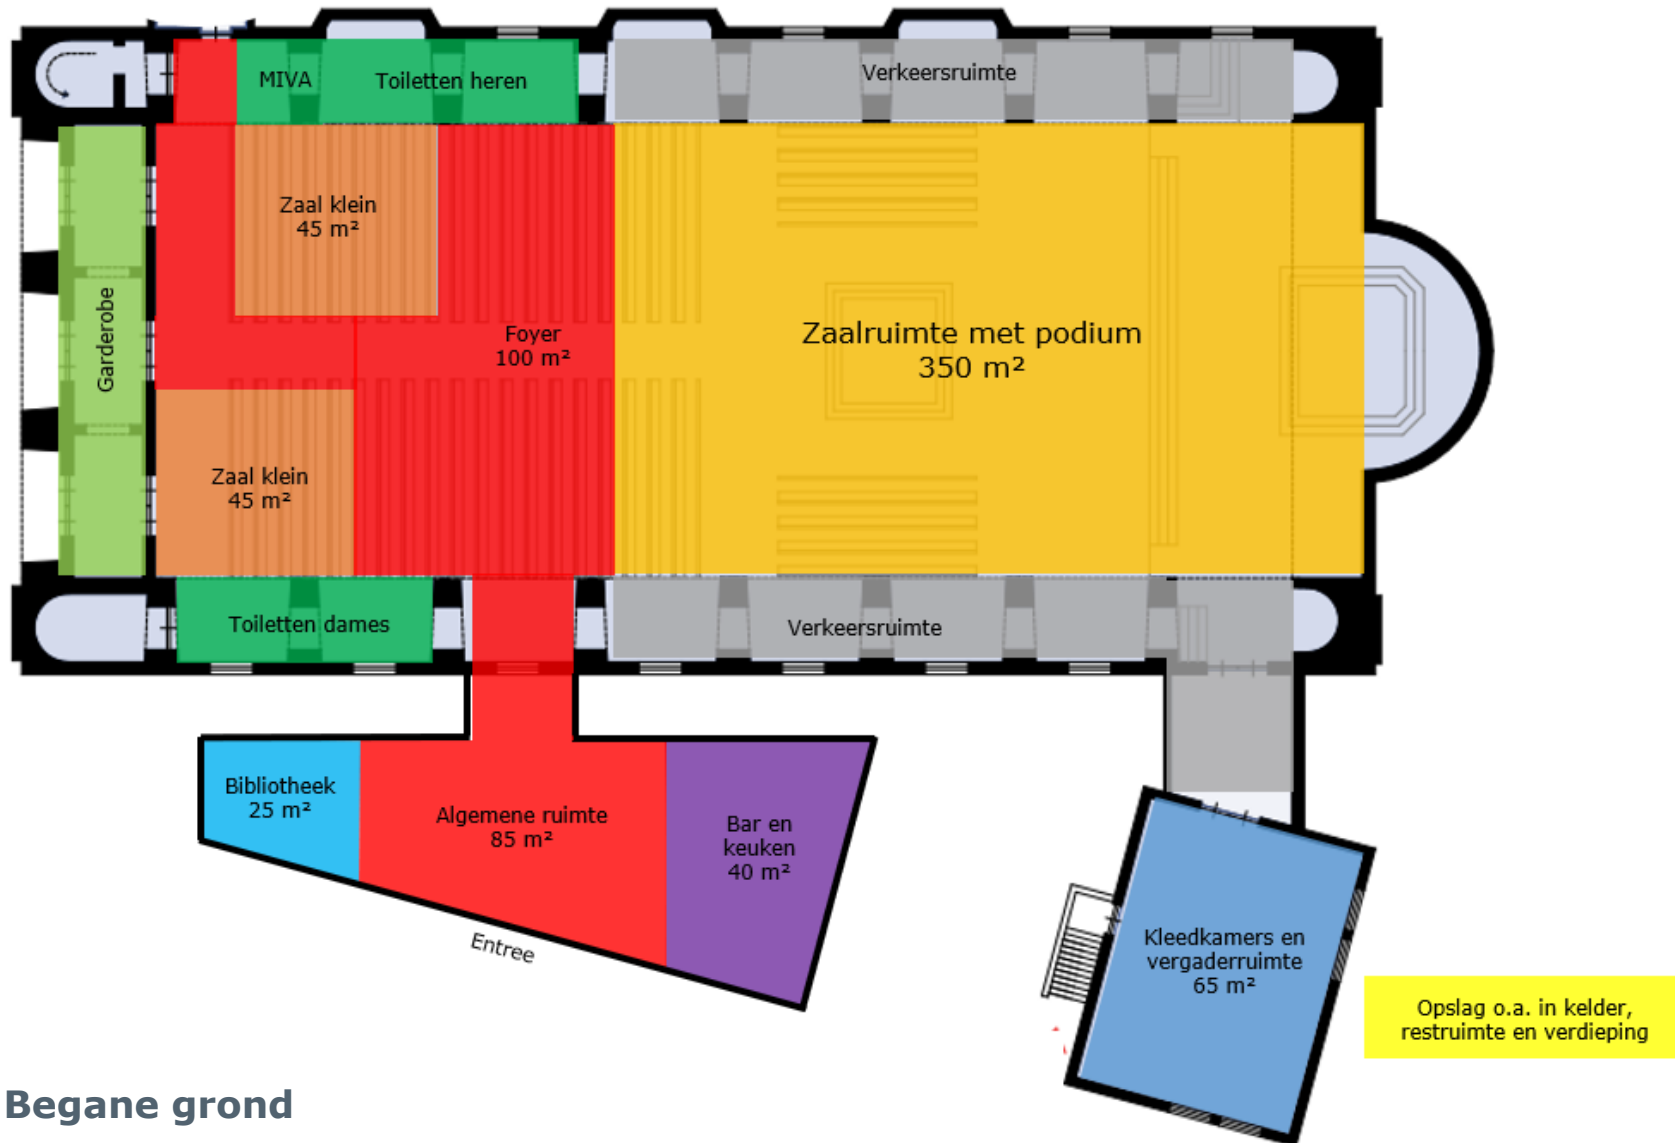 MIVA
Toiletten heren
Verkeersruimte
Zaal klein
45 m²
Garderobe
Foyer
100 m²
Zaalruimte met podium
350 m²
Zaal klein
45 m²
Toiletten dames
Verkeersruimte
Bibliotheek
25 m²
Algemene ruimte
85 m²
Bar en
keuken
40 m²
Entree
Kleedkamers en
vergaderruimte
65 m²
Opslag o.a. in kelder,
restruimte en verdieping
Begane grond